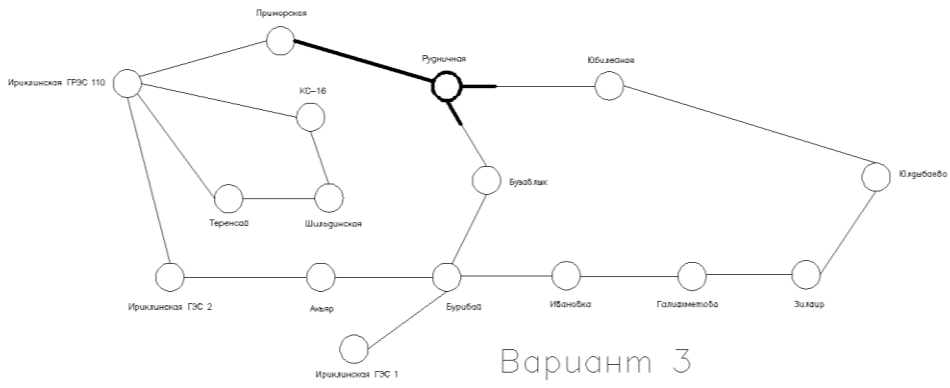 Приморская
Рудничная
Юбилейная
Ириклинская ГРЭС 110
КС-16
Юлдыбаево
Бузавлык
Теренсай
Шильдинская
Ириклинская ГЭС 2
Акъяр
Бурибай
Ивановка
Галиахметово
Зилаир
Ириклинская ГЭС 1
Вариант 3